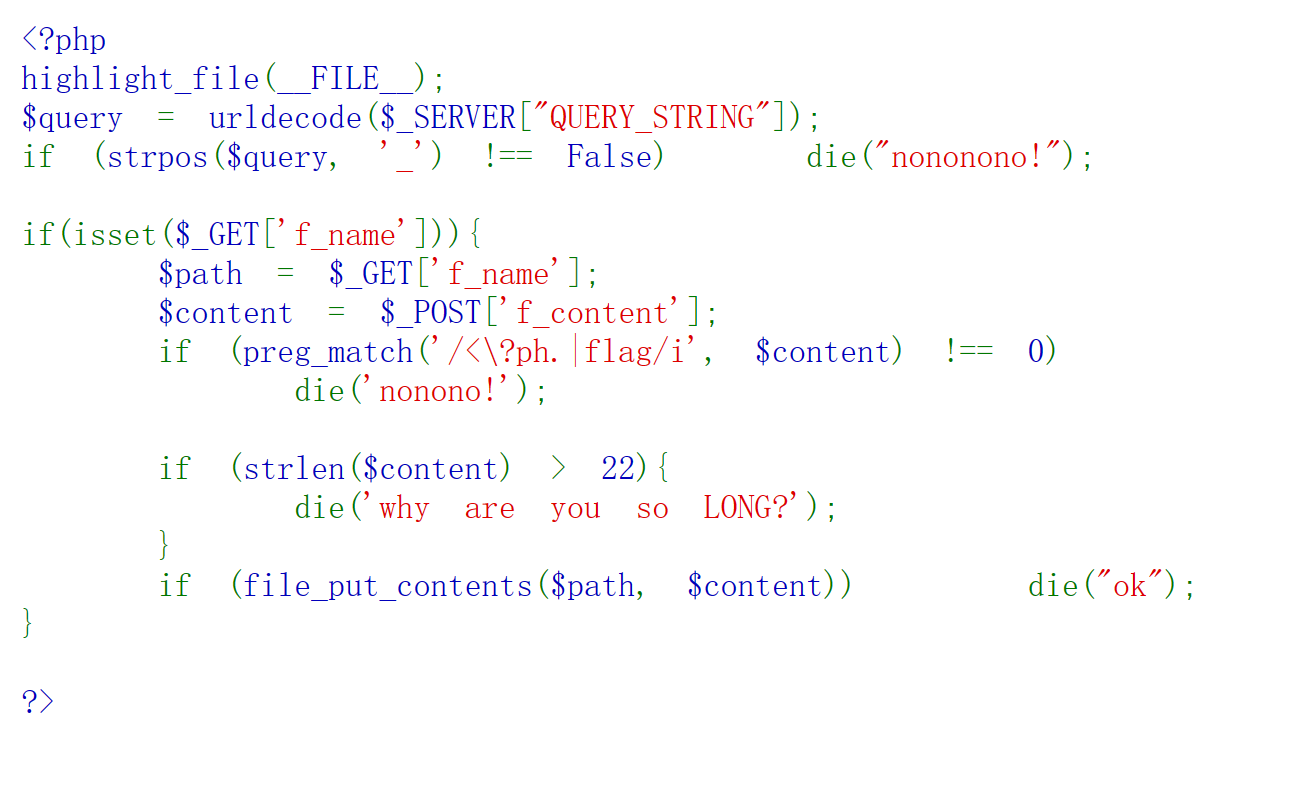 <?php
highlight_file(__FILE__);
$query = urldecode($_SERVER["QUERY_STRING"]);
if (strpos($query, '_') !== False) die("nononono!");
if(isset($_GET['f_name'])){
$path = $_GET['f_name'];
$content = $_POST['f_content'];
if (preg_match('/<\?ph.|flag/i', $content) !== 0)
die('nonono!');
if (strlen($content) > 22){
die('why are you so LONG?');
}
if (file_put_contents($path, $content)) die("ok");
}
?>